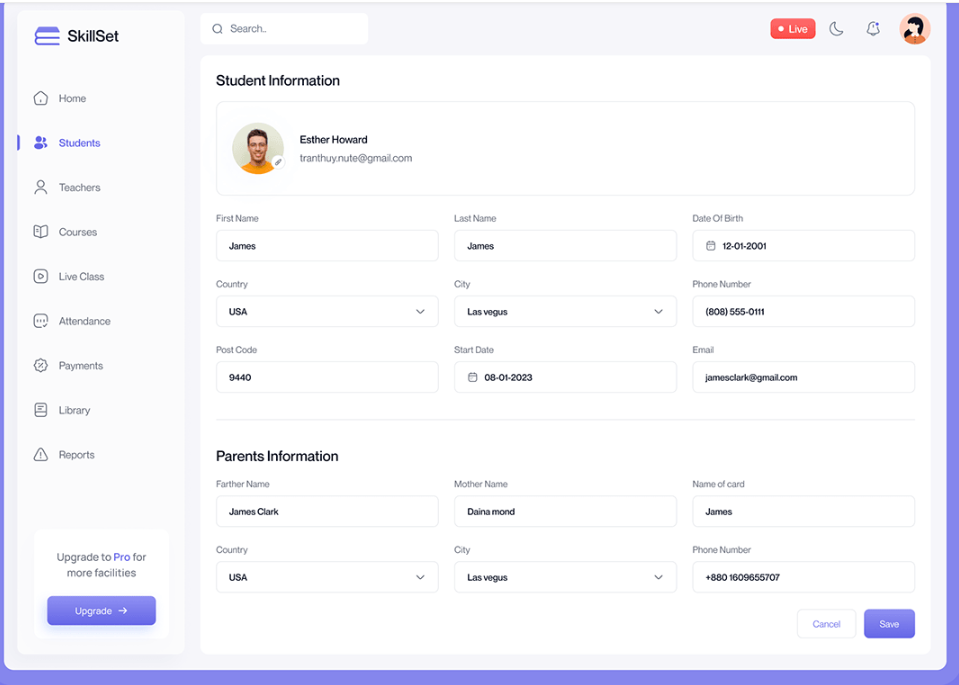 SkillSet
Search..
Live
Home
Students
Teachers
Courses
Live Class
Attendance
Payments
Library
Reports
Upgrade to Pro for
more facilities
Upgrade →
Student Information
Esther Howard
tranthuy.nute@gmail.com
First Name
Last Name
Date Of Birth
James
James
12-01-2001
Country
City
Phone Number
USA
Las vegus
(808) 555-0111
Post Code
Start Date
Email
9440
08-01-2023
jamesclark@gmail.com
Parents Information
Farther Name
Mother Name
Name of card
James Clark
Daina mond
James
Country
City
Phone Number
USA
Las vegus
+880 1609655707
Cancel
Save